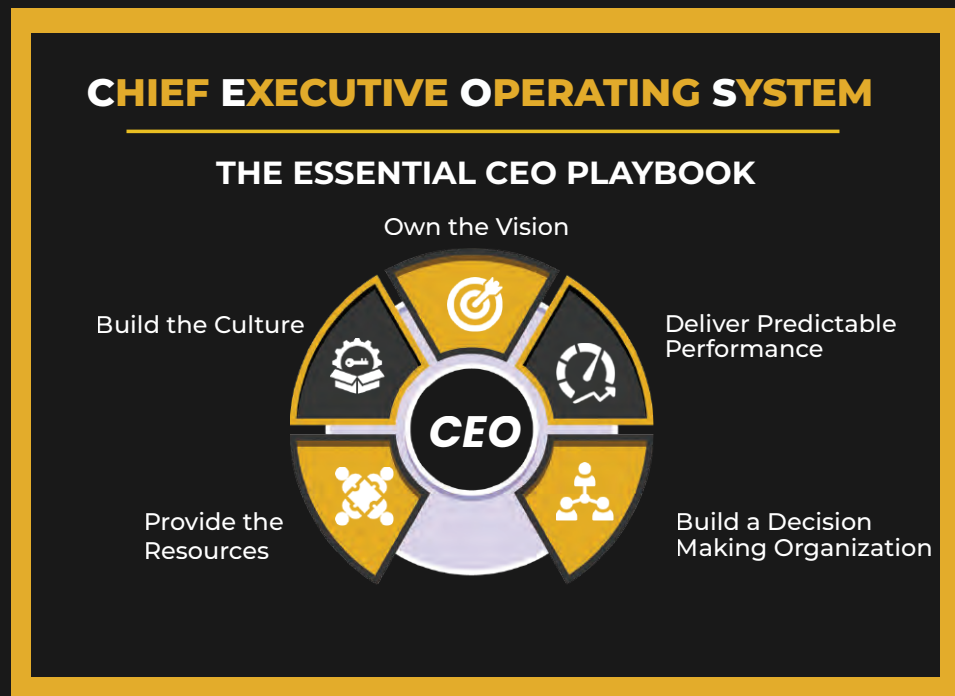 CHIEF EXECUTIVE OPERATING SYSTEM
THE ESSENTIAL CEO PLAYBOOK
Own the Vision
Build the Culture
Deliver Predictable
Performance
CEO
Provide the
Resources
Build a Decision
Making Organization